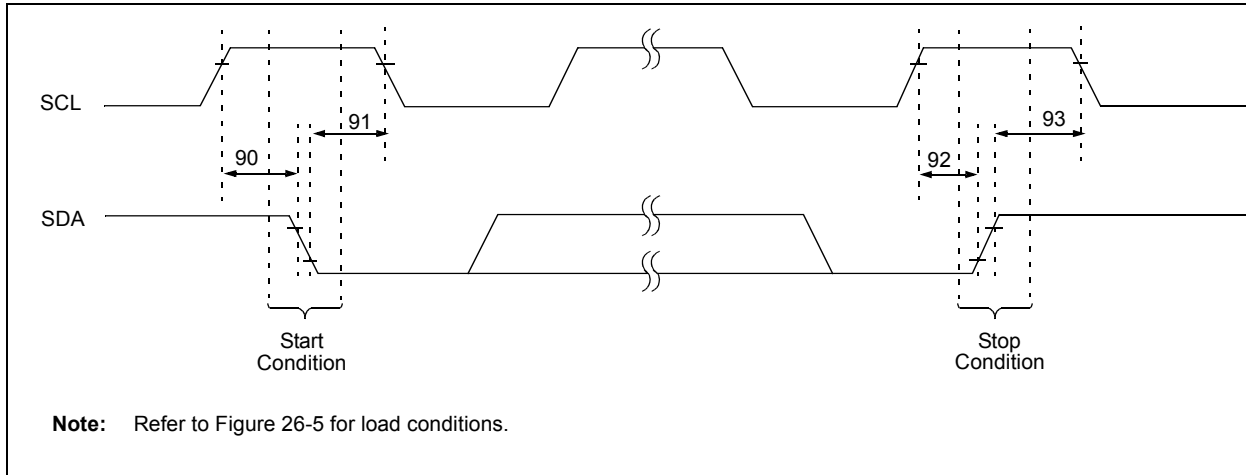 SCL
91
93
90
92
SDA
Start
Condition
Stop
Condition
Note: Refer to Figure 26-5 for load conditions.